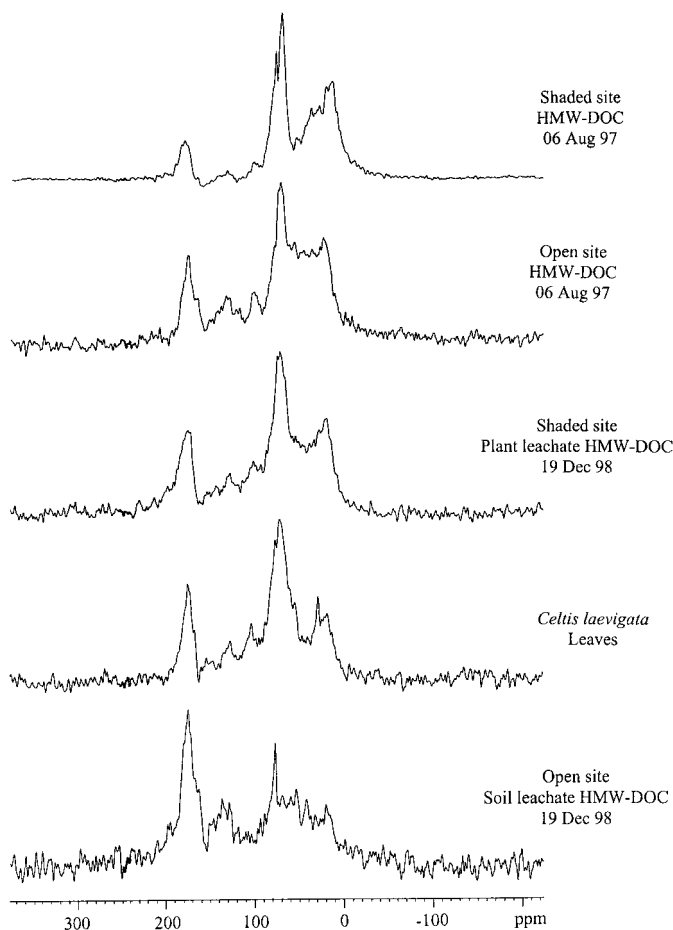 Shaded site
HMW-DOC
06 Aug 97
Open site
HMW-DOC
06 Aug 97
Shaded site
Plant leachate HMW-DOC
19 Dec 98
Celtis laevigata
Leaves
Open site
Soil leachate HMW-DOC
19 Dec 98
300 200 100 0 -100 ppm